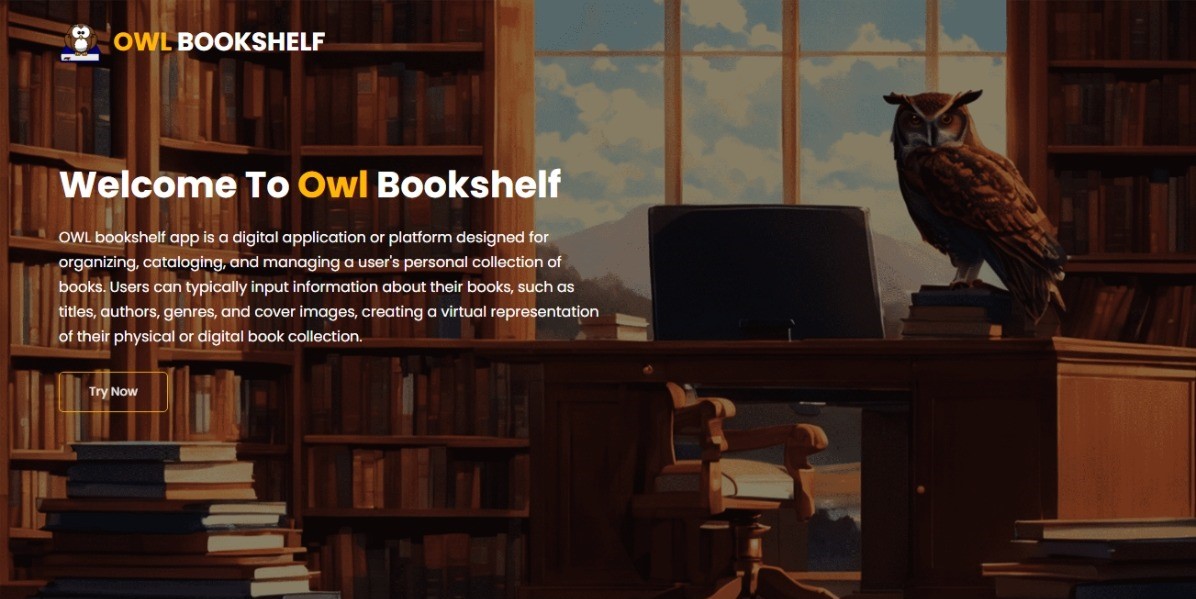 OWL BOOKSHELF
Welcome To Owl Bookshelf
OWL bookshelf app is a digital application or platform designed for
organizing, cataloging, and managing a user's personal collection of
books. Users can typically input information about their books, such as
titles, authors, genres, and cover images, creating a virtual representation
of their physical or digital book collection.
Try Now